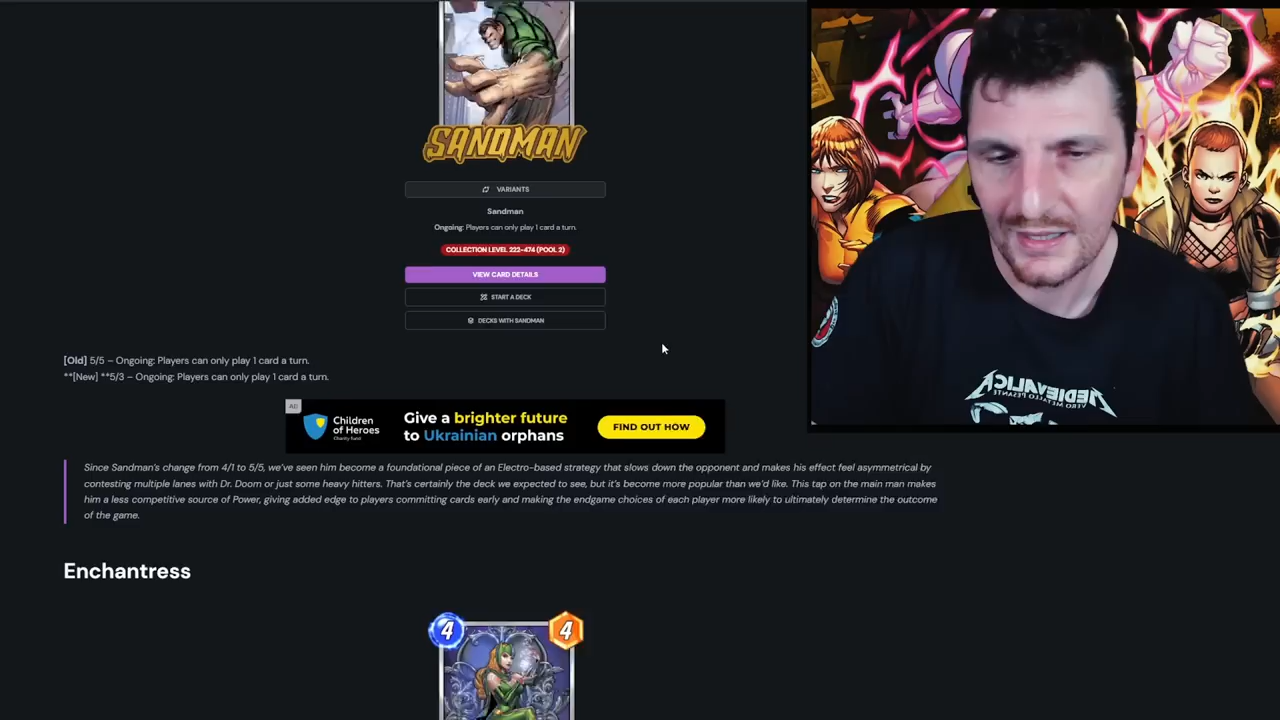 SANDMAN
VARIANTS
Sandman
Ongoing: Players can only play 1 card a turn.
COLLECTION LEVEL 222-474 (POOL 2)
VIEW CARD DETAILS
START A DECK
DECKS WITH SANDMAN
[Old] 5/5 – Ongoing: Players can only play 1 card a turn.
**[New] **5/3 – Ongoing: Players can only play 1 card a turn.
AD
Children
of Heroes
Charity fund
Give a brighter future
to Ukrainian orphans
FIND OUT HOW
Since Sandman's change from 4/1 to 5/5, we've seen him become a foundational piece of an Electro-based strategy that slows down the opponent and makes his effect feel asymmetrical by
contesting multiple lanes with Dr. Doom or just some heavy hitters. That's certainly the deck we expected to see, but it's become more popular than we'd like. This tap on the main man makes
him a less competitive source of Power, giving added edge to players committing cards early and making the endgame choices of each player more likely to ultimately determine the outcome
of the game.
Enchantress
4
4
MEDIEVALICA
VERO METALLO PESANTE